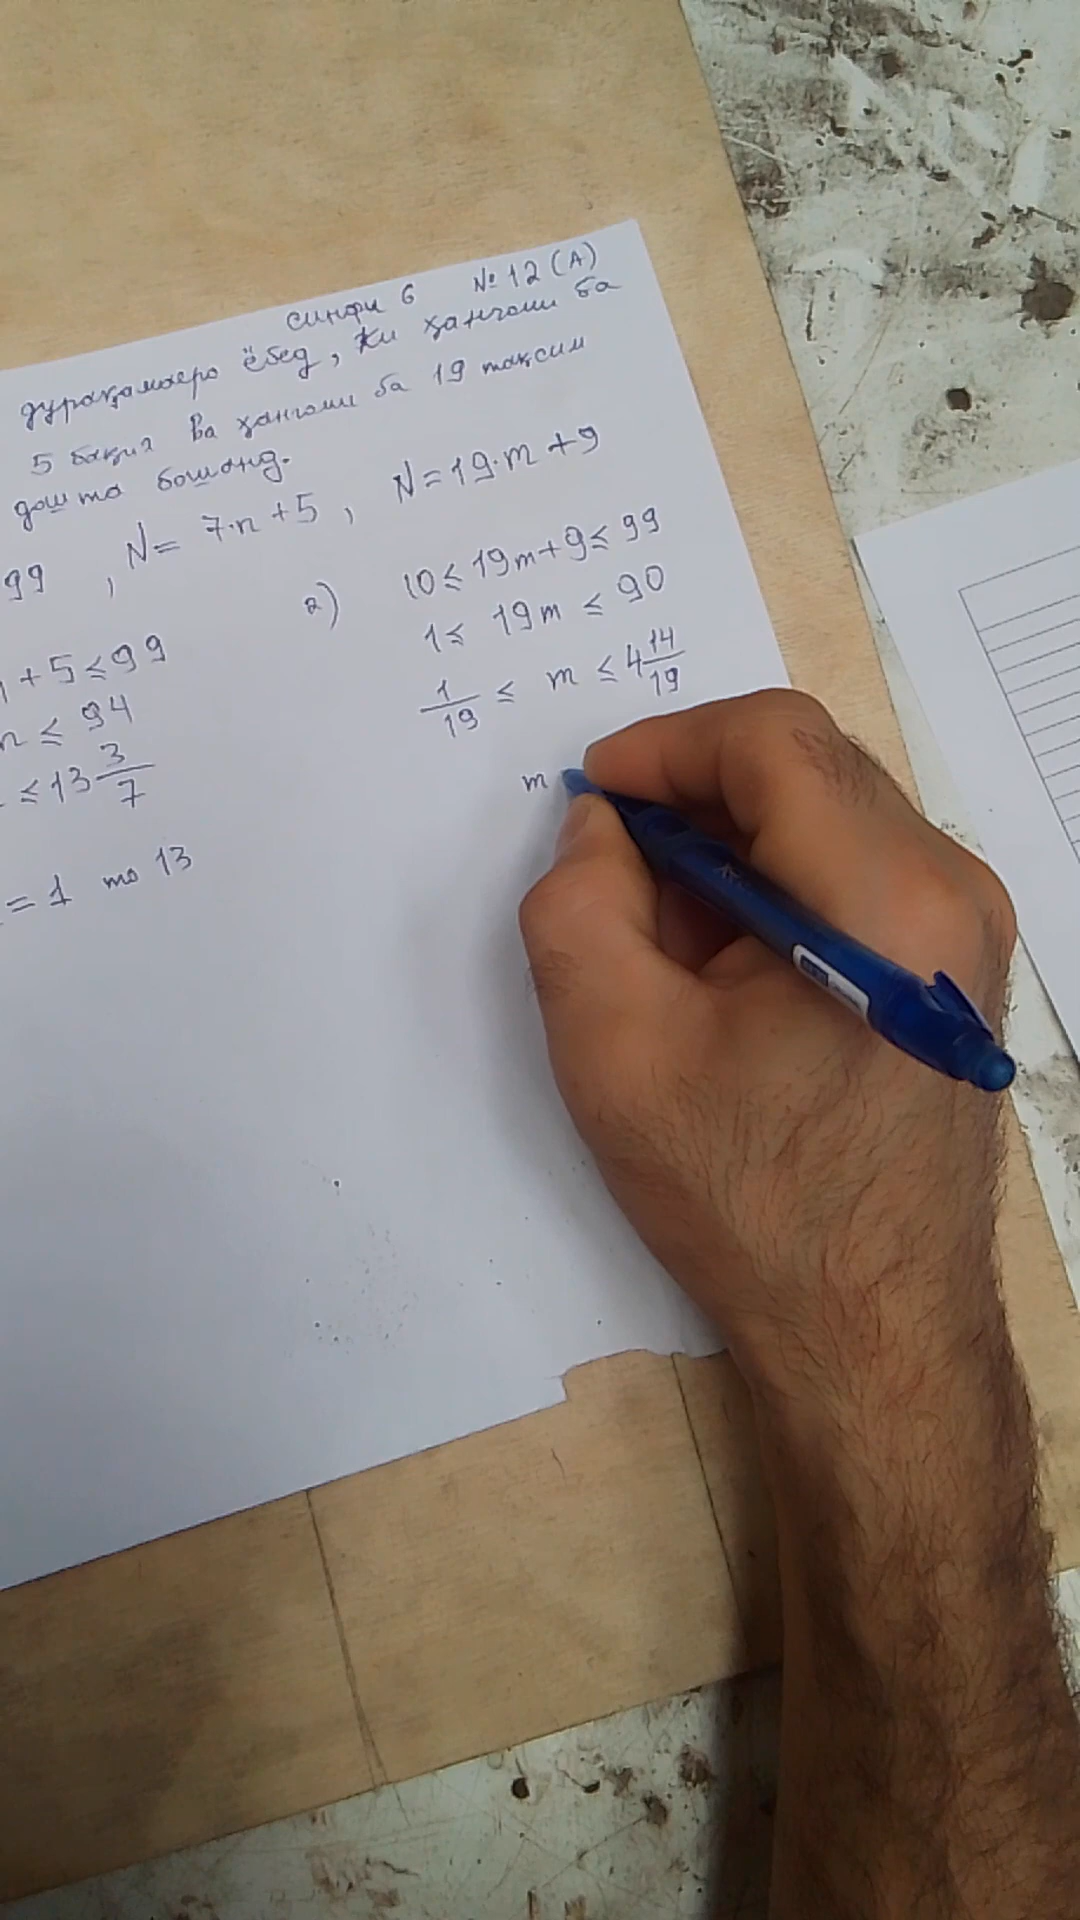 синфи 6 № 12 (А)
дурақамаеро ёбед, ки ҳангоми ба
5 бақия ва ҳангоми ба 19 тақсим
дошта бошанд.
99 , N = 7·n + 5 , N = 19·m + 9
2) 10 ≤ 19m + 9 ≤ 99
+ 5 ≤ 99 1 ≤ 19m ≤ 90
n ≤ 94 1/19 ≤ m ≤ 4 14/19
≤ 13 3/7
m
= 1 то 13